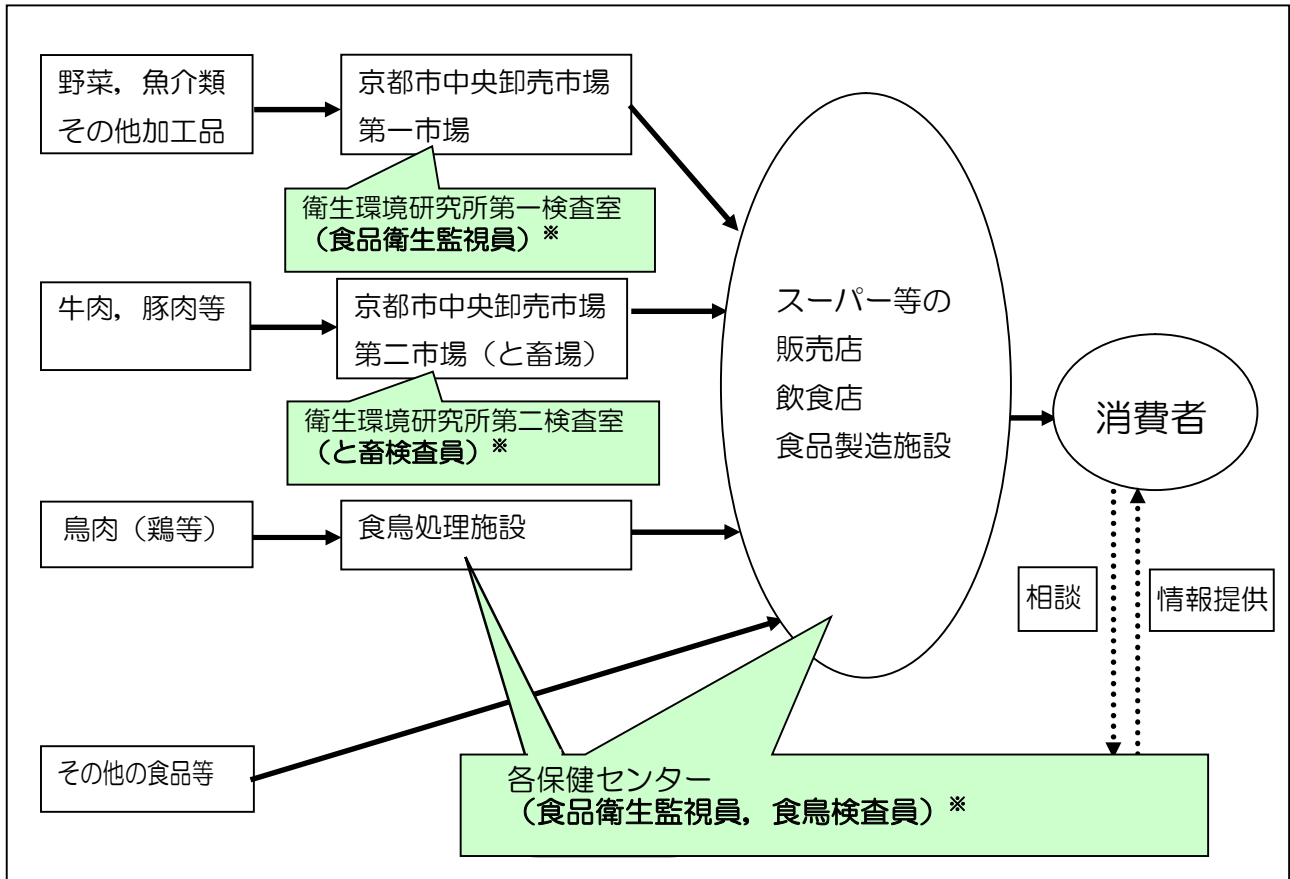 野菜，魚介類
その他加工品
京都市中央卸売市場
第一市場
衛生環境研究所第一検査室
（食品衛生監視員）※
牛肉，豚肉等
京都市中央卸売市場
第二市場（と畜場）
衛生環境研究所第二検査室
（と畜検査員）※
鳥肉（鶏等）
食鳥処理施設
その他の食品等
スーパー等の
販売店
飲食店
食品製造施設
消費者
相談
情報提供
各保健センター
（食品衛生監視員，食鳥検査員）※